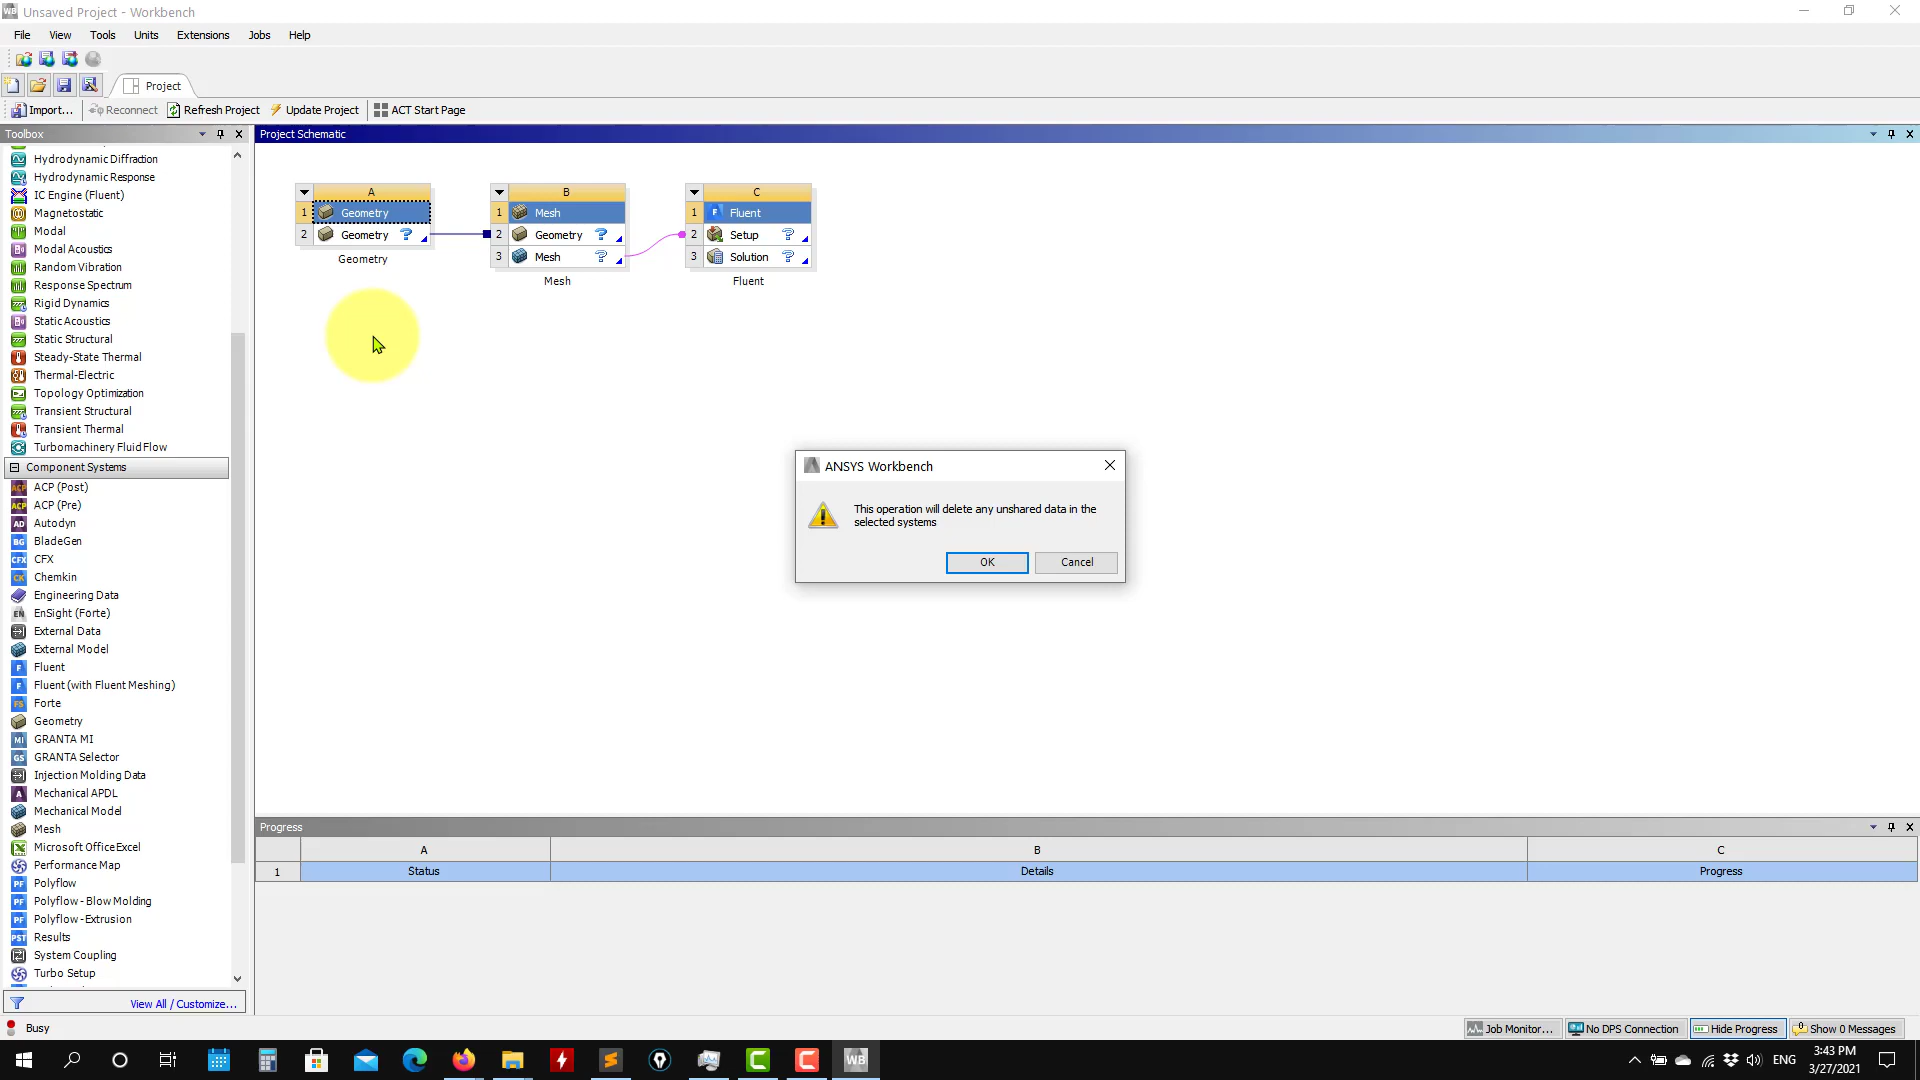 Unsaved Project - Workbench
File View Tools Units Extensions Jobs Help
Project
Import... Reconnect Refresh Project Update Project ACT Start Page
Toolbox
Hydrodynamic Diffraction
Hydrodynamic Response
IC Engine (Fluent)
Magnetostatic
Modal
Modal Acoustics
Random Vibration
Response Spectrum
Rigid Dynamics
Static Acoustics
Static Structural
Steady-State Thermal
Thermal-Electric
Topology Optimization
Transient Structural
Transient Thermal
Turbomachinery Fluid Flow
Component Systems
ACP (Post)
ACP (Pre)
Autodyn
BladeGen
CFX
Chemkin
Engineering Data
EnSight (Forte)
External Data
External Model
Fluent
Fluent (with Fluent Meshing)
Forte
Geometry
GRANTA MI
GRANTA Selector
Injection Molding Data
Mechanical APDL
Mechanical Model
Mesh
Microsoft Office Excel
Performance Map
Polyflow
Polyflow - Blow Molding
Polyflow - Extrusion
Results
System Coupling
Turbo Setup
View All / Customize...
Project Schematic
A
1 Geometry
2 Geometry ?
Geometry
B
1 Mesh
2 Geometry ?
3 Mesh ?
Mesh
C
1 Fluent
2 Setup ?
3 Solution ?
Fluent
ANSYS Workbench
This operation will delete any unshared data in the
selected systems
OK Cancel
Progress
A B C
1 Status Details Progress
Busy
Job Monitor... No DPS Connection Hide Progress Show 0 Messages
ENG
3:43 PM
3/27/2021